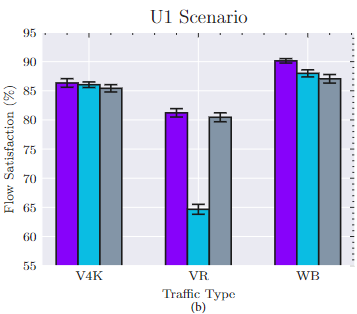 U1 Scenario
Flow Satisfaction (%)
95
90
85
80
75
70
65
60
55
V4K VR WB
Traffic Type
(b)